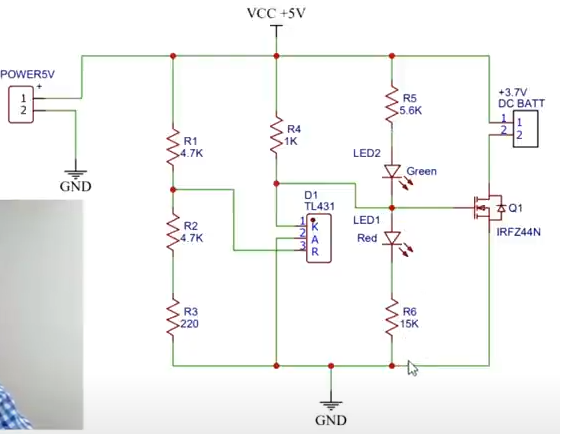 VCC +5V
POWER5V
+
1
2
GND
R1
4.7K
R4
1K
R5
5.6K
+3.7V
DC BATT
1 1
2 2
LED2
Green
D1
TL431
1 K
2 A
3 R
R2
4.7K
LED1
Red
Q1
IRFZ44N
R3
220
R6
15K
GND